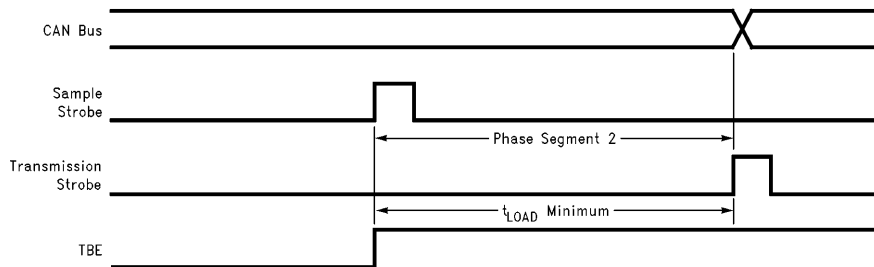 CAN Bus
Sample
Strobe
Phase Segment 2
Transmission
Strobe
tLOAD Minimum
TBE